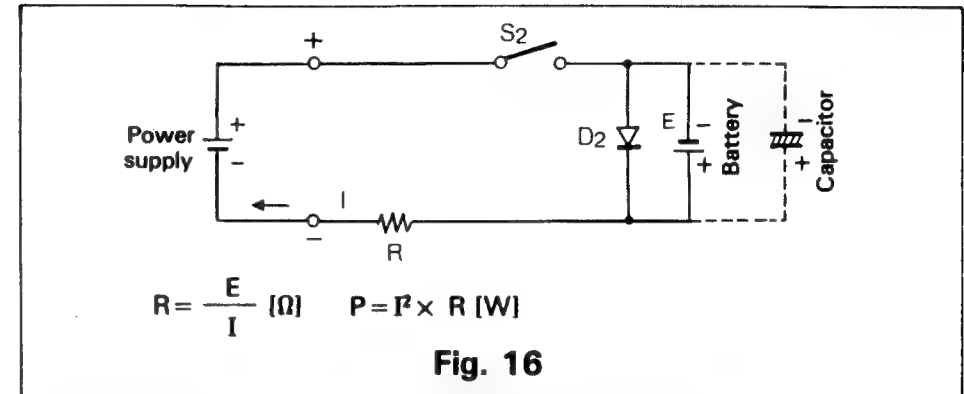 + S2
Power supply
+
-
D2
E
-
+
Battery
-
+
Capacitor
I
-
R
R = E/I [Ω] P = I² × R [W]
Fig. 16